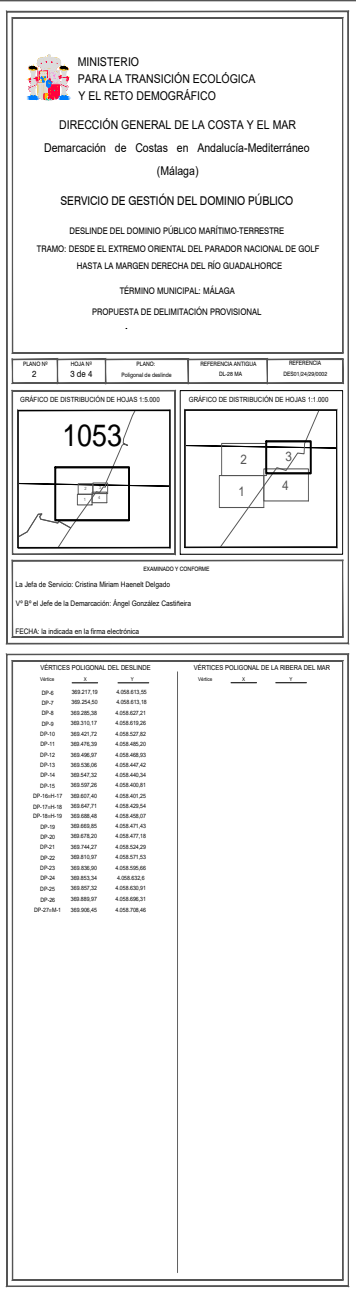 MINISTERIO
PARA LA TRANSICIÓN ECOLÓGICA
Y EL RETO DEMOGRÁFICO
DIRECCIÓN GENERAL DE LA COSTA Y EL MAR
Demarcación de Costas en Andalucía-Mediterráneo
(Málaga)
SERVICIO DE GESTIÓN DEL DOMINIO PÚBLICO
DESLINDE DEL DOMINIO PÚBLICO MARÍTIMO-TERRESTRE
TRAMO: DESDE EL EXTREMO ORIENTAL DEL PARADOR NACIONAL DE GOLF
HASTA LA MARGEN DERECHA DEL RÍO GUADALHORCE
TÉRMINO MUNICIPAL: MÁLAGA
PROPUESTA DE DELIMITACIÓN PROVISIONAL
PLANO Nº HOJA Nº PLANO: REFERENCIA ANTIGUA REFERENCIA
2 3 de 4 Poligonal de deslinde DL-28 MA DES01/24/29/0002
GRÁFICO DE DISTRIBUCIÓN DE HOJAS 1:5.000 GRÁFICO DE DISTRIBUCIÓN DE HOJAS 1:1.000
1053
2 3
1 4
2 3
1 4
EXAMINADO Y CONFORME
La Jefa de Servicio: Cristina Miriam Haenelt Delgado
Vº Bº el Jefe de la Demarcación: Ángel González Castiñeira
FECHA: la indicada en la firma electrónica
VÉRTICES POLIGONAL DEL DESLINDE VÉRTICES POLIGONAL DE LA RIBERA DEL MAR
Vértice X Y Vértice X Y
DP-6 369.217,19 4.058.613,55
DP-7 369.254,50 4.058.613,18
DP-8 369.285,38 4.058.627,21
DP-9 369.310,17 4.058.619,26
DP-10 369.421,72 4.058.527,82
DP-11 369.476,39 4.058.485,20
DP-12 369.496,97 4.058.468,93
DP-13 369.536,06 4.058.447,42
DP-14 369.547,32 4.058.440,34
DP-15 369.597,26 4.058.400,81
DP-16=H-17 369.607,40 4.058.401,25
DP-17=H-18 369.647,71 4.058.429,54
DP-18=H-19 369.688,48 4.058.458,07
DP-19 369.669,85 4.058.471,43
DP-20 369.678,20 4.058.477,18
DP-21 369.744,27 4.058.524,29
DP-22 369.810,97 4.058.571,53
DP-23 369.836,90 4.058.595,66
DP-24 369.853,34 4.058.632,6
DP-25 369.857,32 4.058.630,91
DP-26 369.889,97 4.058.696,31
DP-27=M-1 369.906,45 4.058.708,46